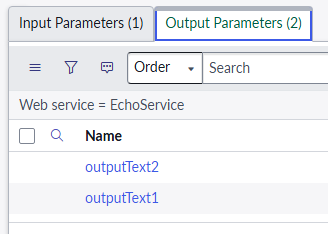 Input Parameters (1)
Output Parameters (2)
Order
Search
Web service = EchoService
Name
outputText2
outputText1